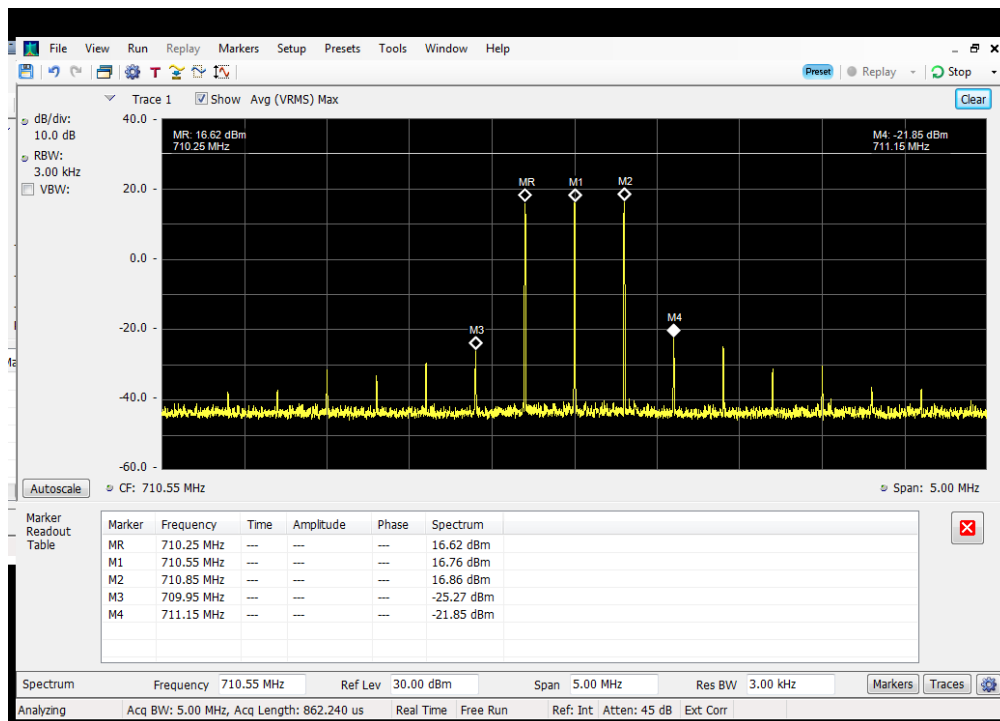 File View Run Replay Markers Setup Presets Tools Window Help
Preset Replay Stop
Trace 1 Show Avg (VRMS) Max Clear
dB/div:
10.0 dB
RBW:
3.00 kHz
VBW:
40.0 -
20.0 -
0.0 -
-20.0 -
-40.0 -
-60.0 -
MR: 16.62 dBm
710.25 MHz
M4: -21.85 dBm
711.15 MHz
MR M1 M2
M3 M4
Autoscale CF: 710.55 MHz Span: 5.00 MHz
Marker
Readout
Table
Marker Frequency Time Amplitude Phase Spectrum
MR 710.25 MHz --- --- --- 16.62 dBm
M1 710.55 MHz --- --- --- 16.76 dBm
M2 710.85 MHz --- --- --- 16.86 dBm
M3 709.95 MHz --- --- --- -25.27 dBm
M4 711.15 MHz --- --- --- -21.85 dBm
Spectrum Frequency 710.55 MHz Ref Lev 30.00 dBm Span 5.00 MHz Res BW 3.00 kHz Markers Traces
Analyzing Acq BW: 5.00 MHz, Acq Length: 862.240 us Real Time Free Run Ref: Int Atten: 45 dB Ext Corr